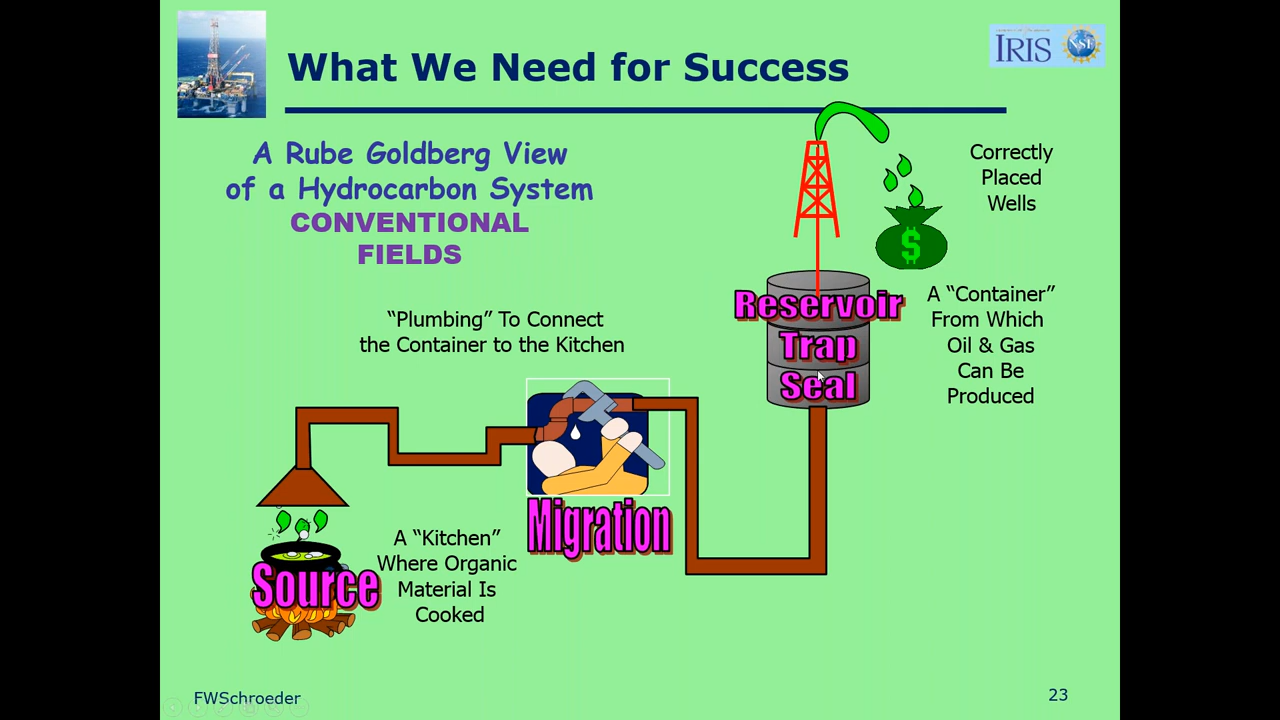 What We Need for Success
IRIS
NSF
A Rube Goldberg View
of a Hydrocarbon System
CONVENTIONAL
FIELDS
Correctly
Placed
Wells
$
"Plumbing" To Connect
the Container to the Kitchen
Reservoir
Trap
Seal
A "Container"
From Which
Oil & Gas
Can Be
Produced
Migration
Source
A "Kitchen"
Where Organic
Material Is
Cooked
FWSchroeder
23